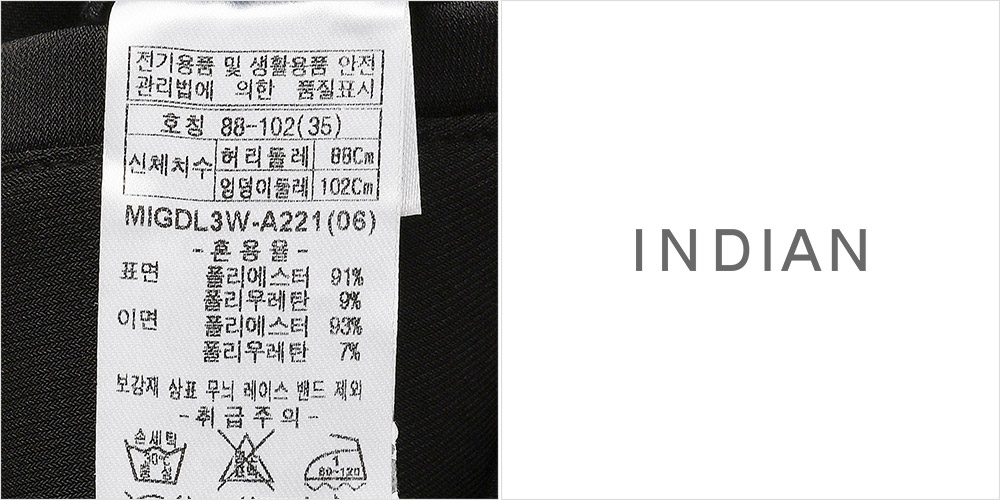 전기용품 및 생활용품 안전
관리법에 의한 품질표시
호칭 88-102(35)
신체치수 허리둘레 88Cm
엉덩이둘레 102Cm
MIGDL3W-A221(06)
-혼용율-
표면 폴리에스터 91%
폴리우레탄 9%
이면 폴리에스터 93%
폴리우레탄 7%
보강재 상표 무늬 레이스 밴드 제외
-취급주의-
손세탁
30℃
중성
염소
표백
1
80~120
INDIAN